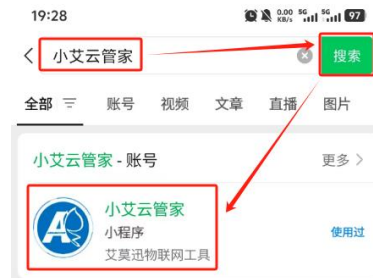 19:28 0.00 KB/s 5G 5G 97
小艾云管家 搜索
全部 账号 视频 文章 直播 图片
小艾云管家 - 账号 更多
小艾云管家
小程序 使用过
艾莫迅物联网工具